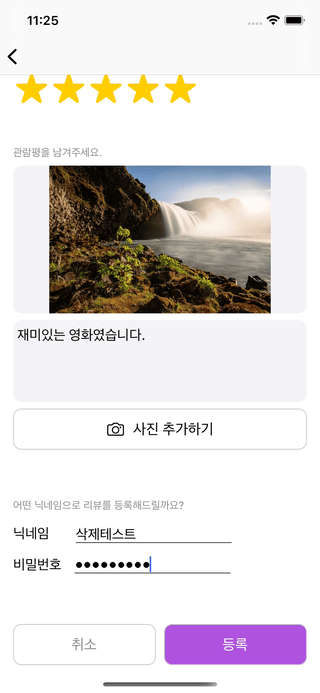 11:25
관람평을 남겨주세요.
재미있는 영화였습니다.
사진 추가하기
어떤 닉네임으로 리뷰를 등록해드릴까요?
닉네임 삭제테스트
비밀번호 •••••••••
취소 등록